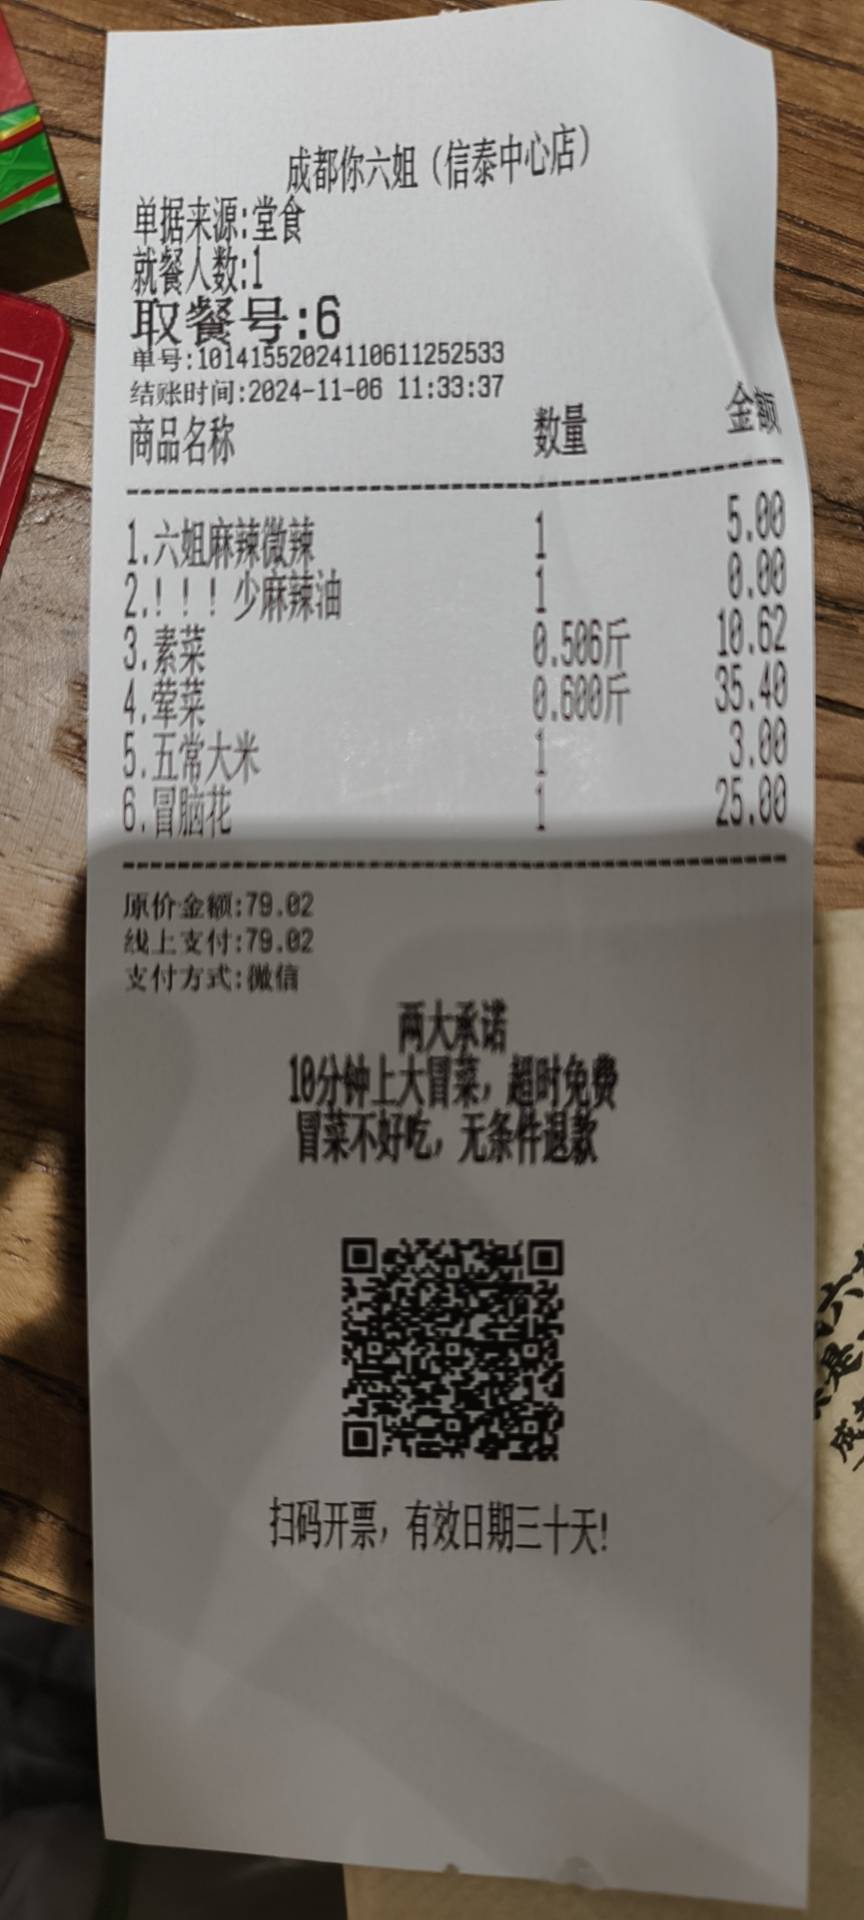 成都你六姐（信泰中心店）
单据来源:堂食
就餐人数:1
取餐号:6
单号:10141552024110611252533
结账时间:2024-11-06 11:33:37
商品名称 数量 金额
1.六姐麻辣微辣 1 5.00
2.！！！少麻辣油 1 0.00
3.素菜 0.506斤 10.62
4.荤菜 0.600斤 35.40
5.五常大米 1 3.00
6.冒脑花 1 25.00
原价金额:79.02
线上支付:79.02
支付方式:微信
两大承诺
10分钟上大冒菜，超时免费
冒菜不好吃，无条件退款
扫码开票，有效日期三十天!